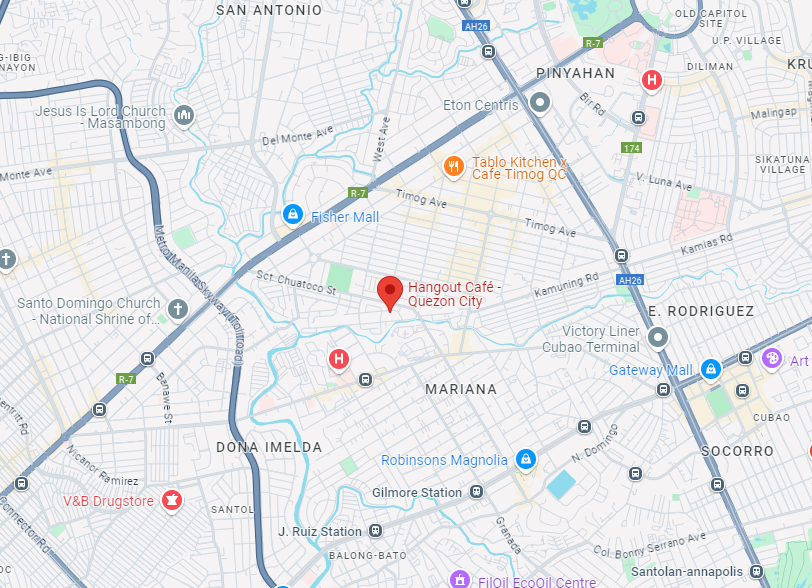 SAN ANTONIO
OLD CAPITOL
SITE
AH26
R-7
U.P. VILLAGE
G-IBIG
NAYON
PINYAHAN
DILIMAN
KRU
Eton Centris
Jesus Is Lord Church
- Masambong
Bir Rd
Malingap
West Ave
Del Monte Ave
174
Monte Ave
Tablo Kitchen x
Cafe Timog QC
SIKATUNA
VILLAGE
V. Luna Ave
R-7
Timog Ave
Fisher Mall
Timog Ave
Kamias Rd
Metro Manila Skyway (Toll road)
Sct. Chuatoco St
Hangout Café -
Quezon City
Kamuning Rd
AH26
Santo Domingo Church
- National Shrine of...
E. RODRIGUEZ
Victory Liner
Cubao Terminal
Art
Gateway Mall
R-7
MARIANA
Banawe St
CUBAO
DONA IMELDA
N. Domingo
SOCORRO
Nicanor Ramirez
Robinsons Magnolia
V&B Drugstore
Gilmore Station
SANTOL
Connector Rd
J. Ruiz Station
Granada
BALONG-BATO
Col. Bonny Serrano Ave
Santolan-annapolis
FilOil EcoOil Centre